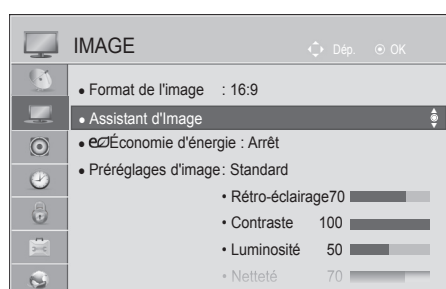 IMAGE Dép. OK
• Format de l'image : 16:9
• Assistant d'Image
• Économie d'énergie : Arrêt
• Préréglages d'image: Standard
• Rétro-éclairage70
• Contraste 100
• Luminosité 50
• Netteté 70